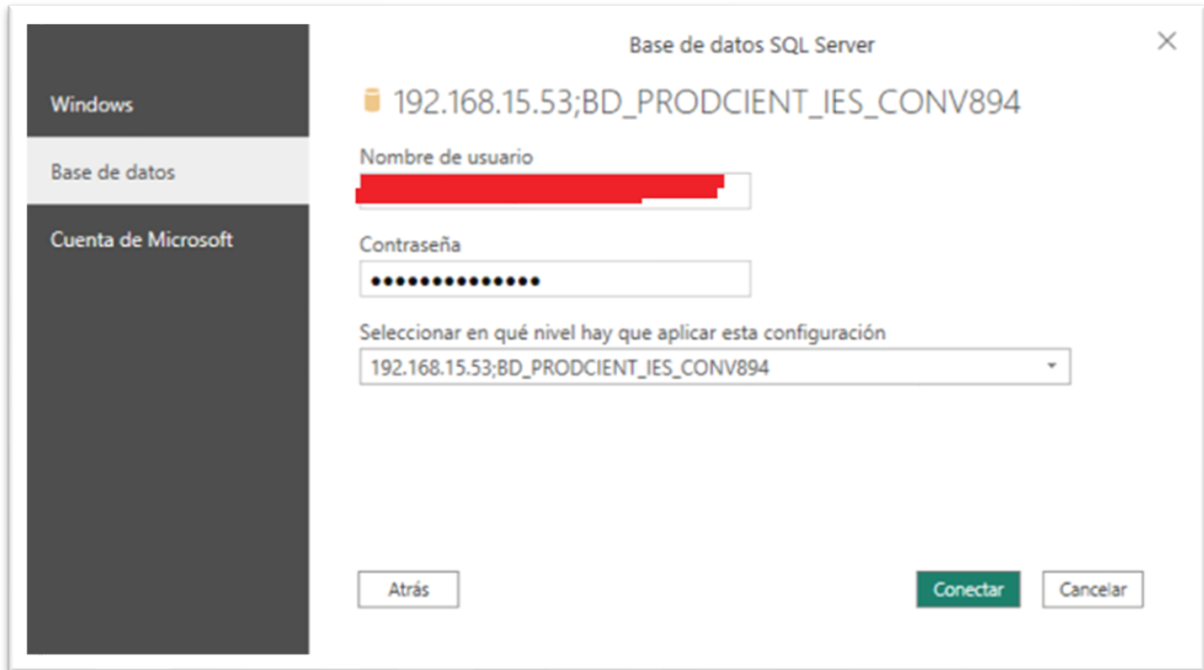 Base de datos SQL Server
Windows
Base de datos
Cuenta de Microsoft
192.168.15.53;BD_PRODCIENT_IES_CONV894
Nombre de usuario
Contraseña
••••••••••••••
Seleccionar en qué nivel hay que aplicar esta configuración
192.168.15.53;BD_PRODCIENT_IES_CONV894
Atrás
Conectar
Cancelar